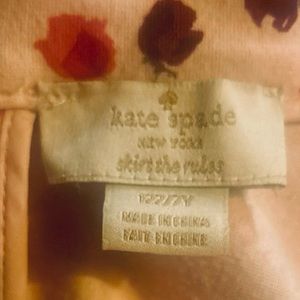 kate spade
NEW YORK
skirt the rules
122/7Y
MADE IN CHINA
FAIT EN CHINE